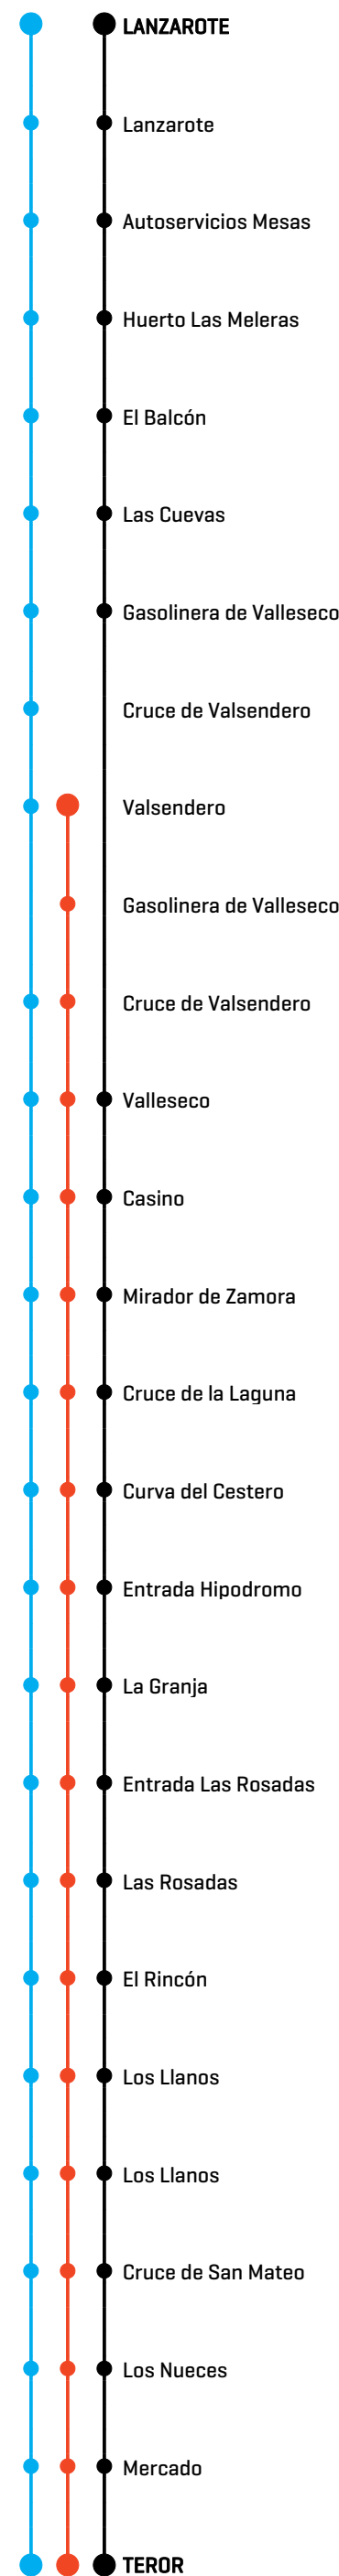 LANZAROTE
Lanzarote
Autoservicios Mesas
Huerto Las Meleras
El Balcón
Las Cuevas
Gasolinera de Valleseco
Cruce de Valsendero
Valsendero
Gasolinera de Valleseco
Cruce de Valsendero
Valleseco
Casino
Mirador de Zamora
Cruce de la Laguna
Curva del Cestero
Entrada Hipodromo
La Granja
Entrada Las Rosadas
Las Rosadas
El Rincón
Los Llanos
Los Llanos
Cruce de San Mateo
Los Nueces
Mercado
TEROR